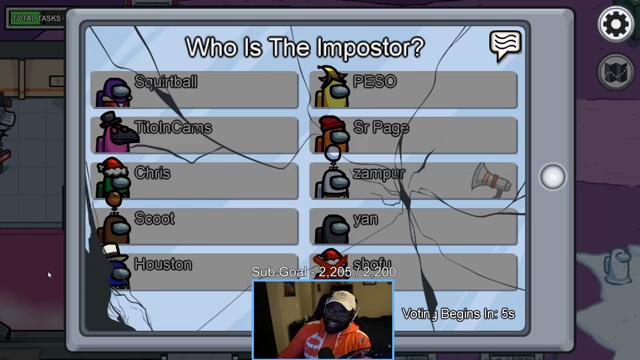 TOTAL TASKS
Who Is The Impostor?
Squirtball
PESO
TitoInCams
Sr Page
Chris
zampur
Scoot
yan
Houston
shofu
Sub-Goal - 2,205 / 2,200
Voting Begins In: 5s